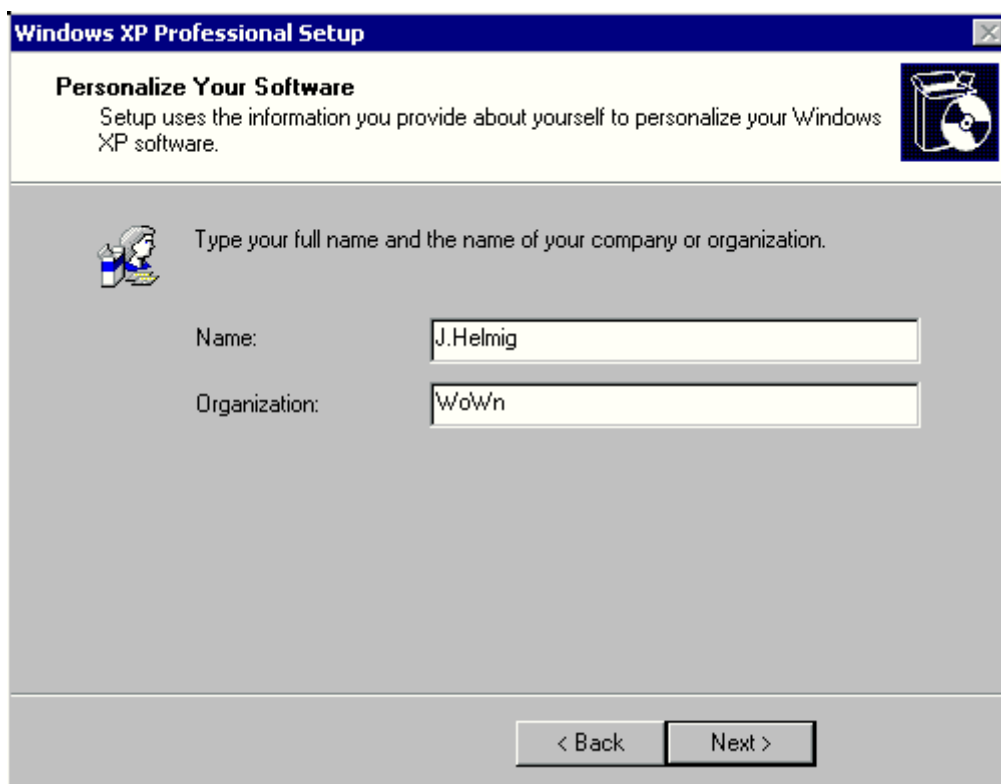 Windows XP Professional Setup
Personalize Your Software
Setup uses the information you provide about yourself to personalize your Windows
XP software.
Type your full name and the name of your company or organization.
Name:
J.Helmig
Organization:
WoWn
< Back
Next >